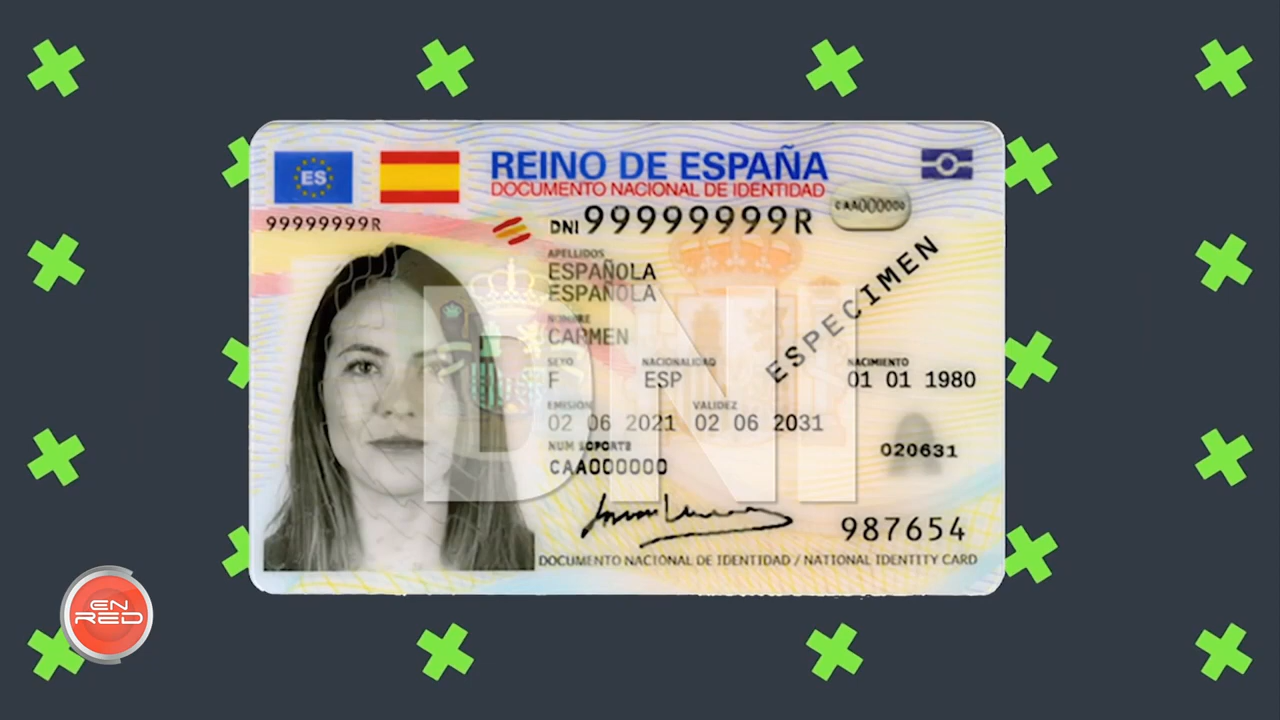 ES
REINO DE ESPAÑA
DOCUMENTO NACIONAL DE IDENTIDAD
99999999R
DNI 99999999R
CAA000000
APELLIDOS
ESPAÑOLA
ESPAÑOLA
NOMBRE
CARMEN
ESPECIMEN
SEXO NACIONALIDAD NACIMIENTO
F ESP 01 01 1980
EMISIÓN VALIDEZ
02 06 2021 02 06 2031
NUM SOPORTE
CAA000000
020631
DNI
987654
DOCUMENTO NACIONAL DE IDENTIDAD / NATIONAL IDENTITY CARD
EN
RED